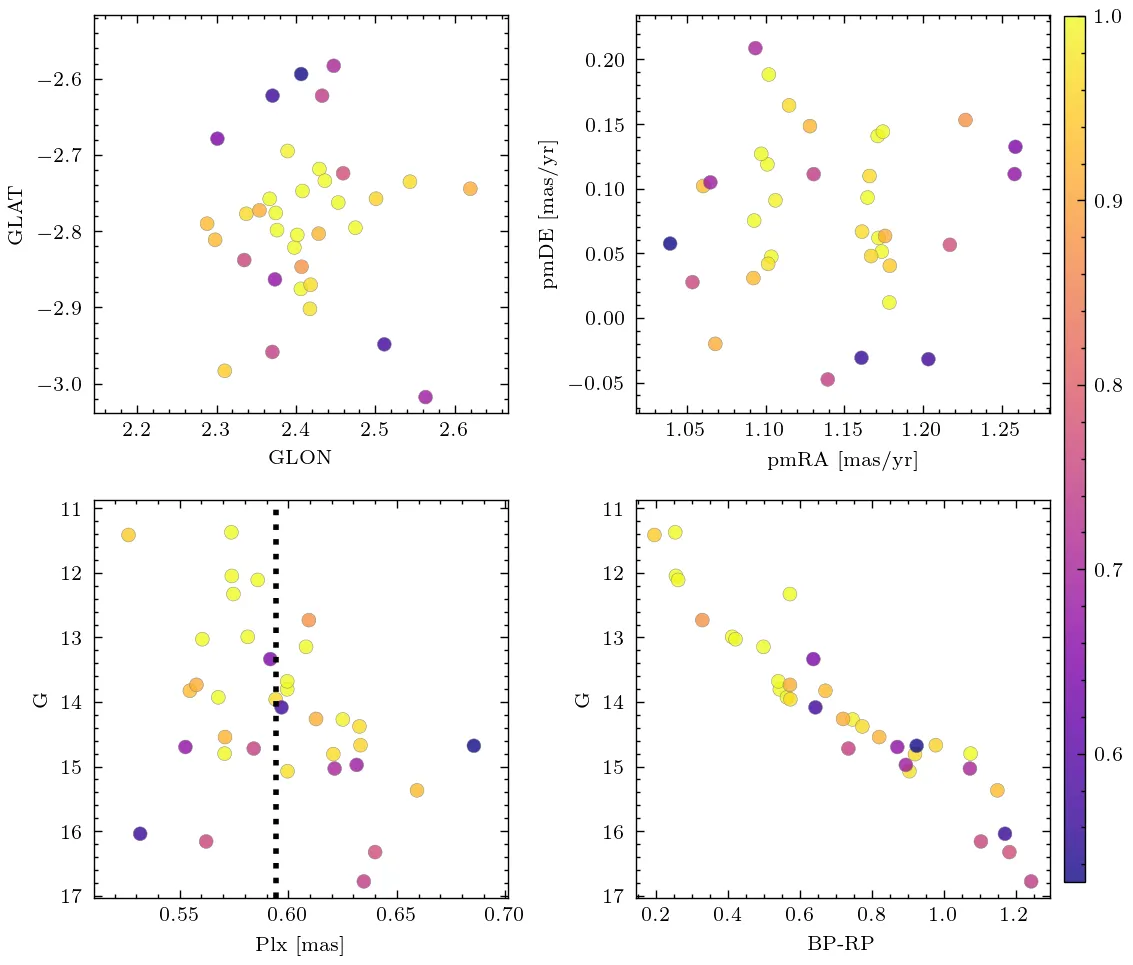 −2.6
−2.7
−2.8
−2.9
−3.0
GLAT
2.2 2.3 2.4 2.5 2.6
GLON
0.20
0.15
0.10
0.05
0.00
−0.05
pmDE [mas/yr]
1.05 1.10 1.15 1.20 1.25
pmRA [mas/yr]
1.0
0.9
0.8
0.7
0.6
11
12
13
14
15
16
17
G
0.55 0.60 0.65 0.70
Plx [mas]
11
12
13
14
15
16
17
G
0.2 0.4 0.6 0.8 1.0 1.2
BP-RP